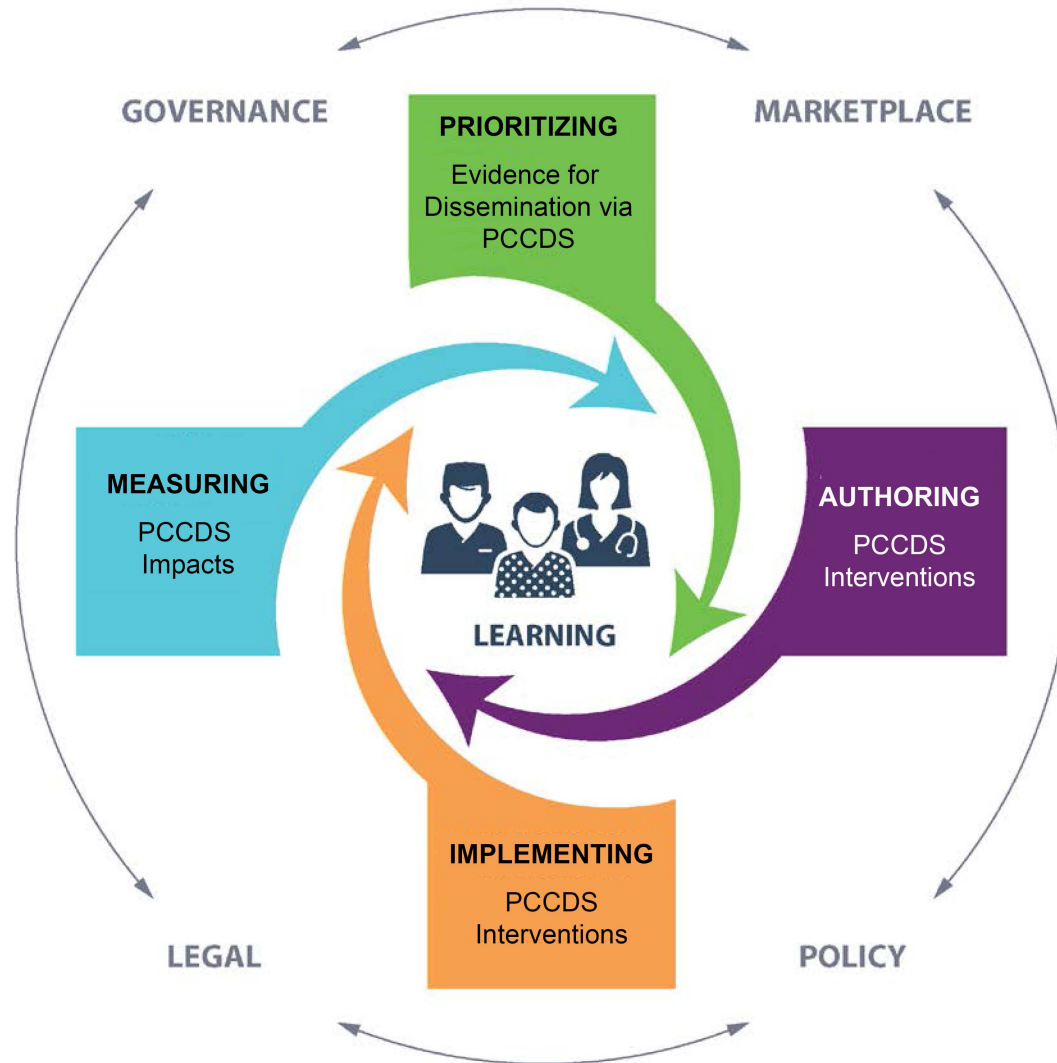 GOVERNANCE
MARKETPLACE
PRIORITIZING
Evidence for
Dissemination via
PCCDS
MEASURING
PCCDS
Impacts
AUTHORING
PCCDS
Interventions
LEARNING
IMPLEMENTING
PCCDS
Interventions
LEGAL
POLICY